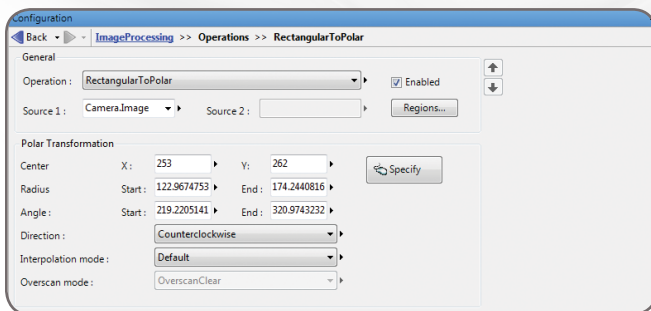 Configuration
Back ImageProcessing >> Operations >> RectangularToPolar
General
Operation : RectangularToPolar Enabled
Source 1 : Camera.Image Source 2 : Regions...
Polar Transformation
Center X : 253 Y: 262 Specify
Radius Start : 122.9674753 End : 174.2440816
Angle : Start : 219.2205141 End : 320.9743232
Direction : Counterclockwise
Interpolation mode : Default
Overscan mode : OverscanClear